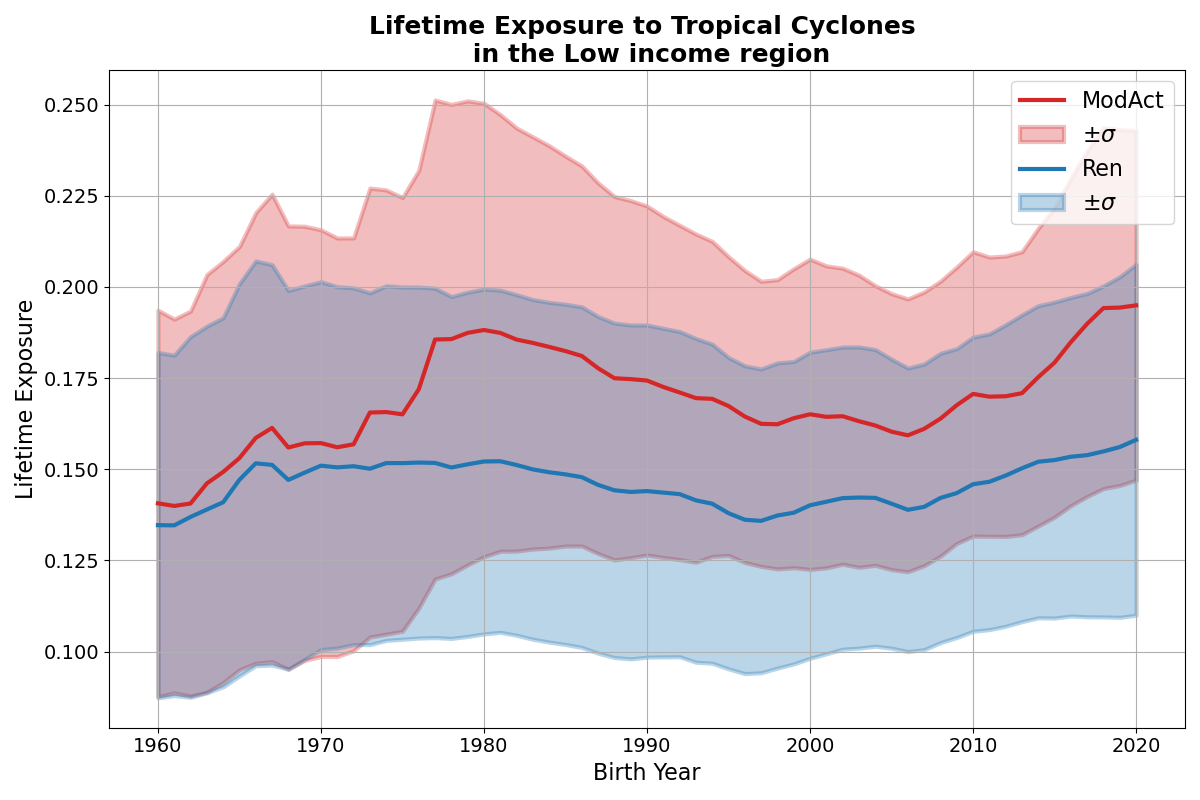 Lifetime Exposure to Tropical Cyclones
in the Low income region
Lifetime Exposure
0.250
0.225
0.200
0.175
0.150
0.125
0.100
ModAct
±σ
Ren
±σ
1960
1970
1980
1990
2000
2010
2020
Birth Year